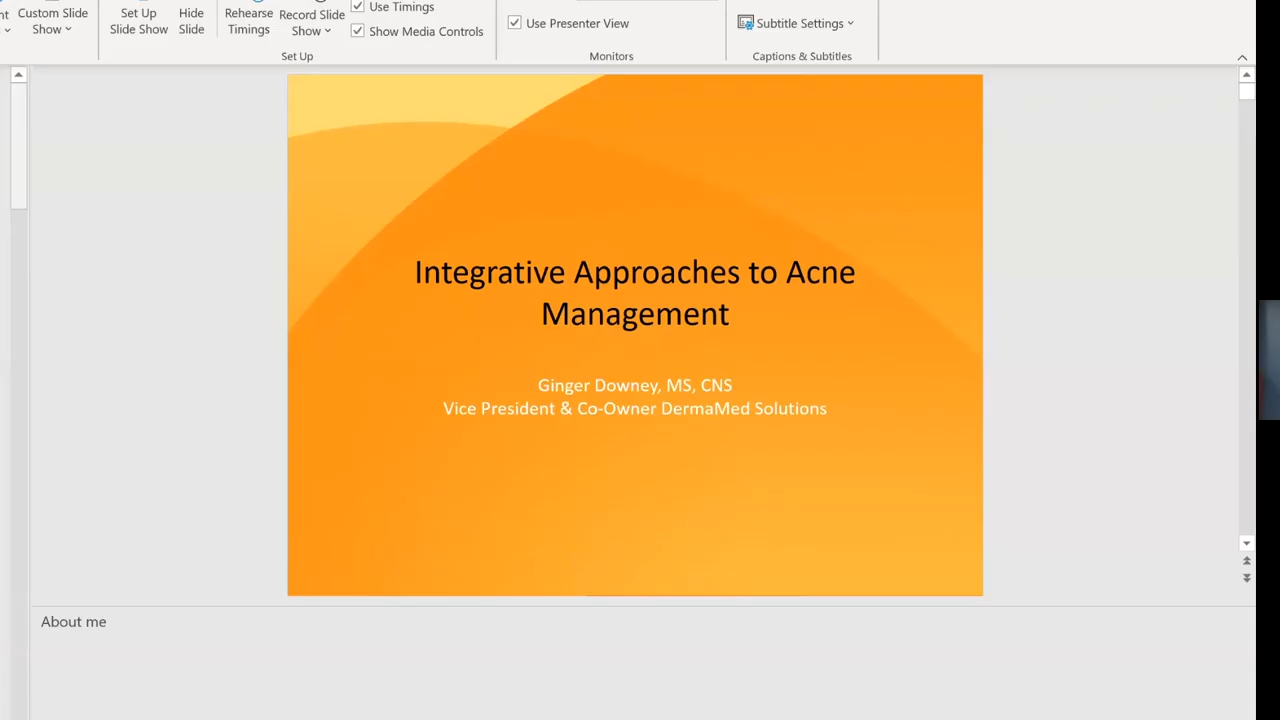 Custom Slide
Show
Set Up
Slide Show
Hide
Slide
Rehearse
Timings
Record Slide
Show
Use Timings
Show Media Controls
Set Up
Use Presenter View
Monitors
Subtitle Settings
Captions & Subtitles
Integrative Approaches to Acne
Management
Ginger Downey, MS, CNS
Vice President & Co-Owner DermaMed Solutions
About me